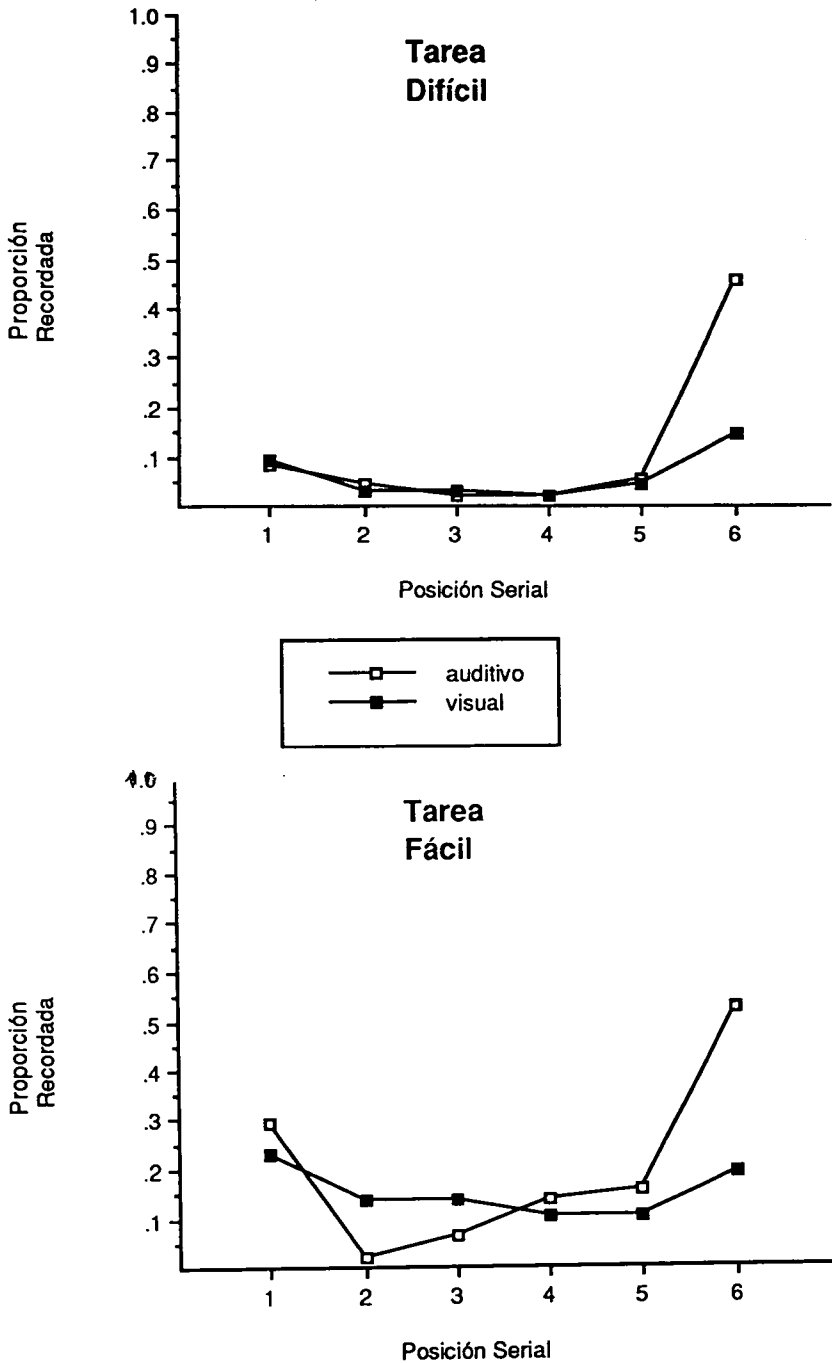 Tarea
Difícil
1.0
.9
.8
.7
.6
.5
.4
.3
.2
.1
Proporción
Recordada
1 2 3 4 5 6
Posición Serial
auditivo
visual
Tarea
Fácil
1.0
.9
.8
.7
.6
.5
.4
.3
.2
.1
Proporción
Recordada
1 2 3 4 5 6
Posición Serial